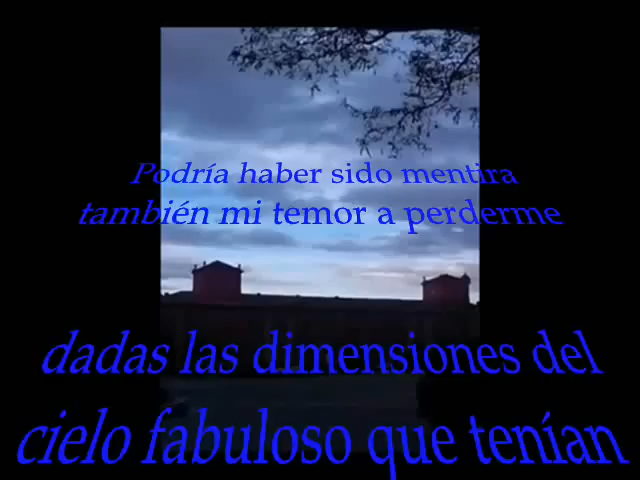 Podría haber sido mentira
también mi temor a perderme
dadas las dimensiones del
cielo fabuloso que tenían